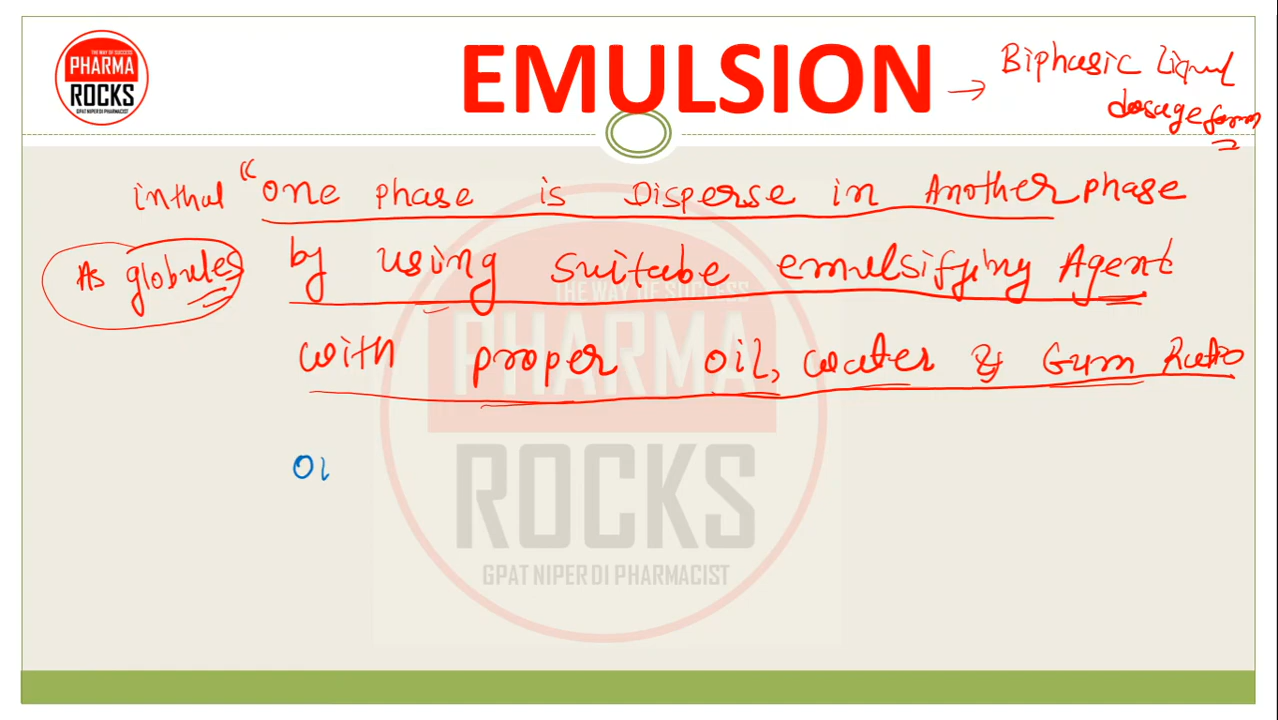 THE WAY OF SUCCESS
PHARMA
ROCKS
GPAT NIPER DI PHARMACIST
EMULSION
→ Biphasic Liquid
dosage form
in that "one phase is Disperse in Another phase
As globules
by using Suitabe emulsifying Agent
with proper oil, water & Gum Ratio
OI
THE WAY OF SUCCESS
PHARMA
ROCKS
GPAT NIPER DI PHARMACIST